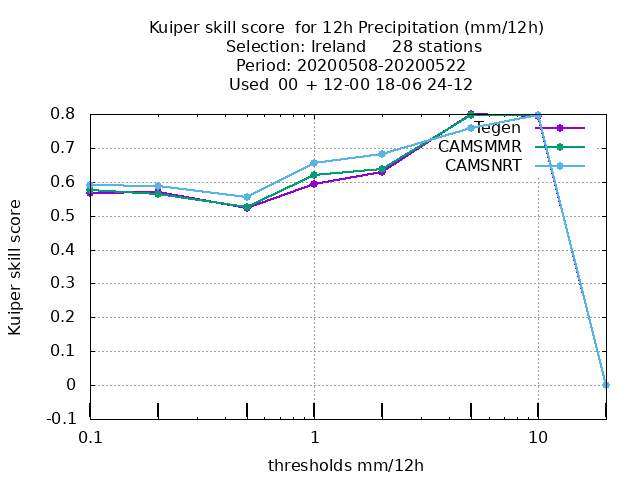 Kuiper skill score  for 12h Precipitation (mm/12h)
Selection: Ireland     28 stations
Period: 20200508-20200522
Used  00 + 12-00 18-06 24-12
Tegen
CAMSMMR
CAMSNRT
Kuiper skill score
0.8
0.7
0.6
0.5
0.4
0.3
0.2
0.1
0
-0.1
0.1 1 10
thresholds mm/12h